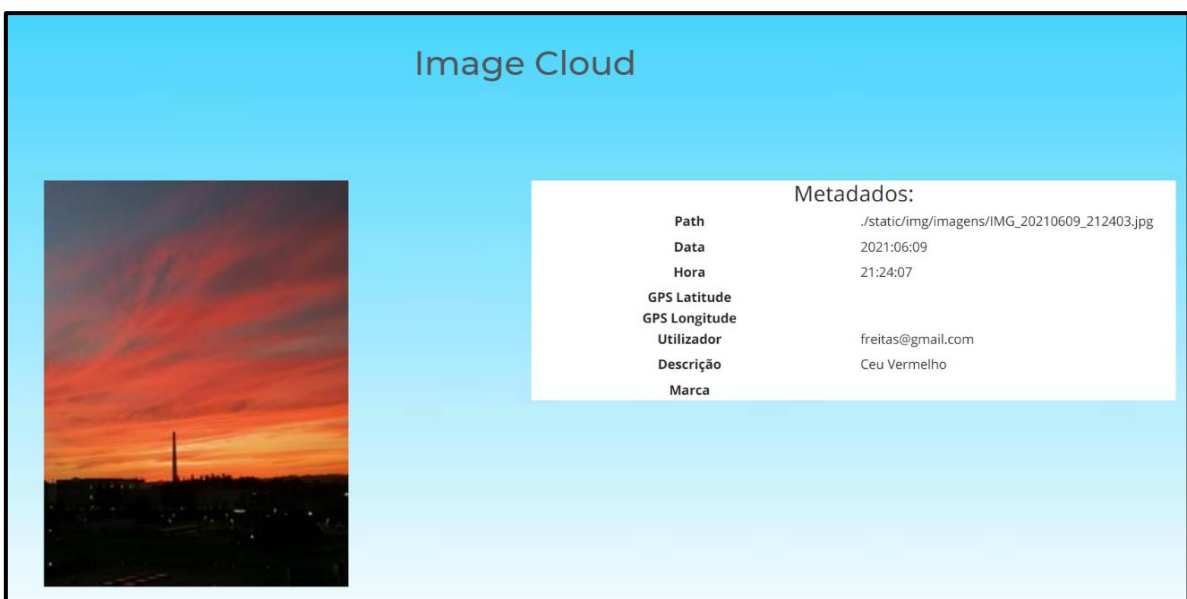 Image Cloud
Metadados:
Path ./static/img/imagens/IMG_20210609_212403.jpg
Data 2021:06:09
Hora 21:24:07
GPS Latitude
GPS Longitude
Utilizador freitas@gmail.com
Descrição Ceu Vermelho
Marca